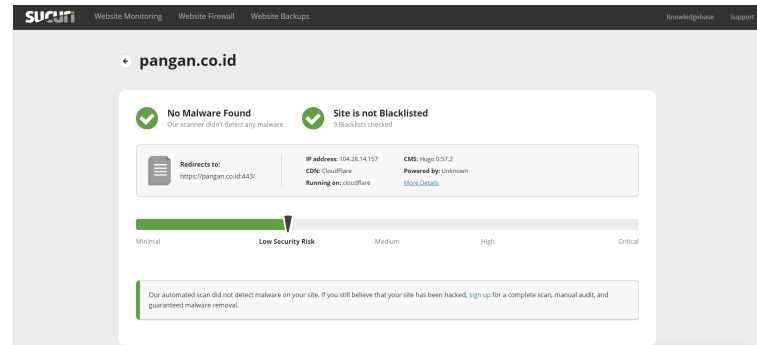 SUCURI
Website Monitoring Website Firewall Website Backups Knowledgebase Support
pangan.co.id
No Malware Found
Our scanner didn't detect any malware
Site is not Blacklisted
9 Blacklists checked
Redirects to:
https://pangan.co.id:443/
IP address: 104.28.14.157
CDN: CloudFlare
Running on: cloudflare
CMS: Hugo 0.57.2
Powered by: Unknown
More Details
Minimal Low Security Risk Medium High Critical
Our automated scan did not detect malware on your site. If you still believe that your site has been hacked, sign up for a complete scan, manual audit, and
guaranteed malware removal.